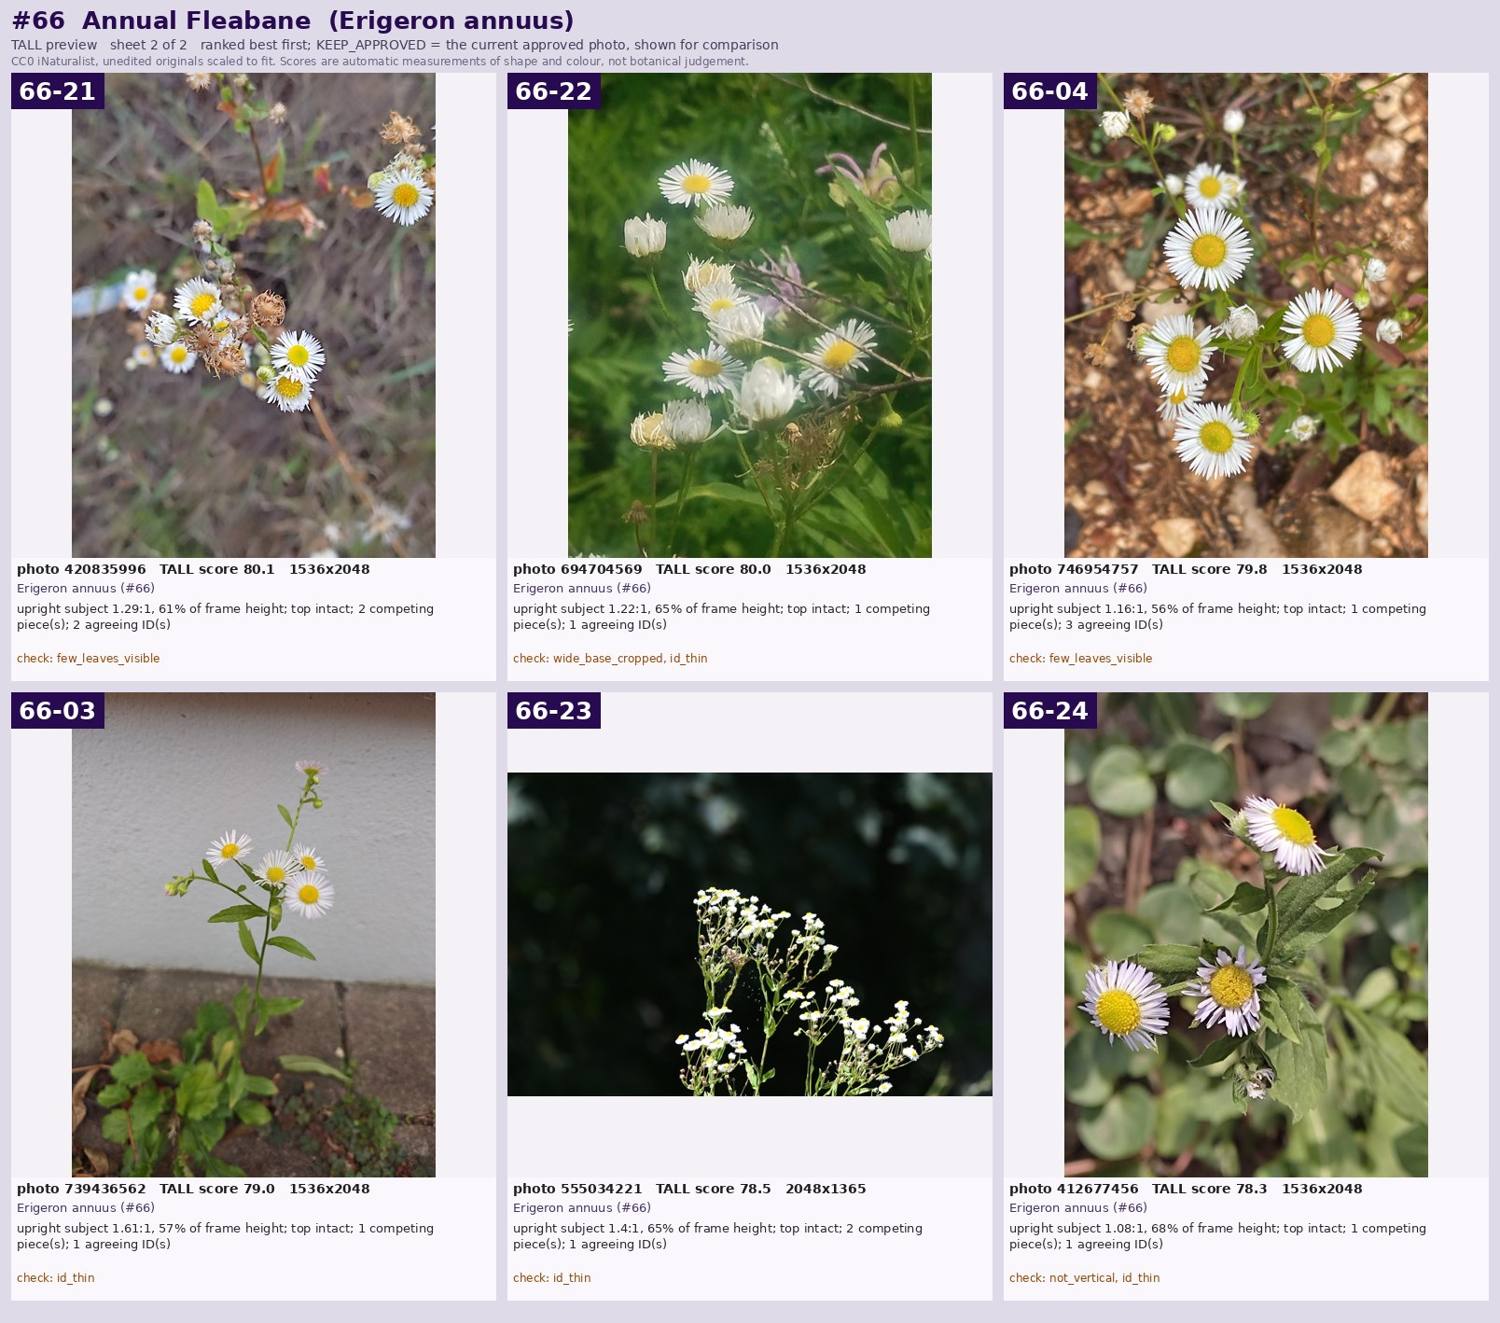 #66 Annual Fleabane (Erigeron annuus)
TALL preview sheet 2 of 2 ranked best first; KEEP_APPROVED = the current approved photo, shown for comparison
CC0 iNaturalist, unedited originals scaled to fit. Scores are automatic measurements of shape and colour, not botanical judgement.
66-21
photo 420835996 TALL score 80.1 1536x2048
Erigeron annuus (#66)
upright subject 1.29:1, 61% of frame height; top intact; 2 competing
piece(s); 2 agreeing ID(s)
check: few_leaves_visible
66-22
photo 694704569 TALL score 80.0 1536x2048
Erigeron annuus (#66)
upright subject 1.22:1, 65% of frame height; top intact; 1 competing
piece(s); 1 agreeing ID(s)
check: wide_base_cropped, id_thin
66-04
photo 746954757 TALL score 79.8 1536x2048
Erigeron annuus (#66)
upright subject 1.16:1, 56% of frame height; top intact; 1 competing
piece(s); 3 agreeing ID(s)
check: few_leaves_visible
66-03
photo 739436562 TALL score 79.0 1536x2048
Erigeron annuus (#66)
upright subject 1.61:1, 57% of frame height; top intact; 1 competing
piece(s); 1 agreeing ID(s)
check: id_thin
66-23
photo 555034221 TALL score 78.5 2048x1365
Erigeron annuus (#66)
upright subject 1.4:1, 65% of frame height; top intact; 2 competing
piece(s); 1 agreeing ID(s)
check: id_thin
66-24
photo 412677456 TALL score 78.3 1536x2048
Erigeron annuus (#66)
upright subject 1.08:1, 68% of frame height; top intact; 1 competing
piece(s); 1 agreeing ID(s)
check: not_vertical, id_thin